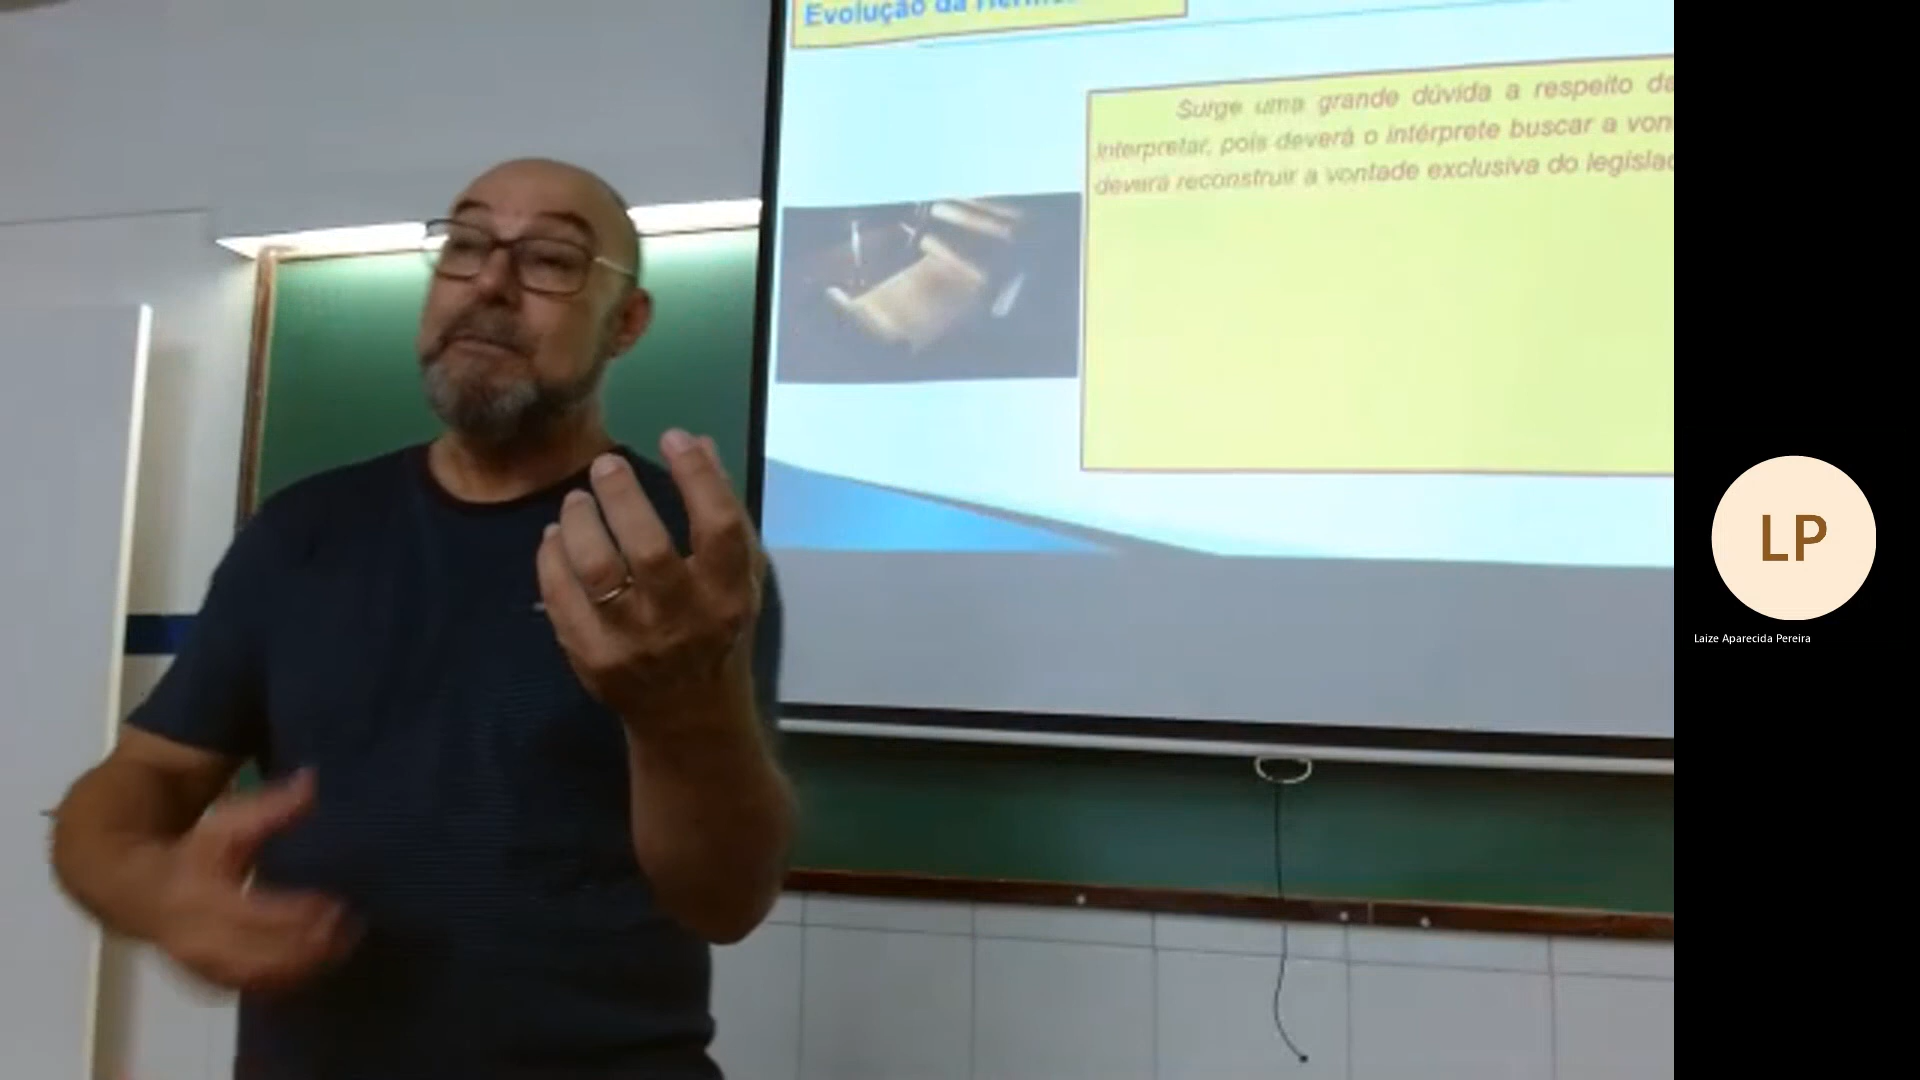 Evolução da
Surge uma grande dúvida a respeito da
Interpretar, pois deverá o intérprete buscar a von
deverá reconstruir a vontade exclusiva do legislad
LP
Laize Aparecida Pereira